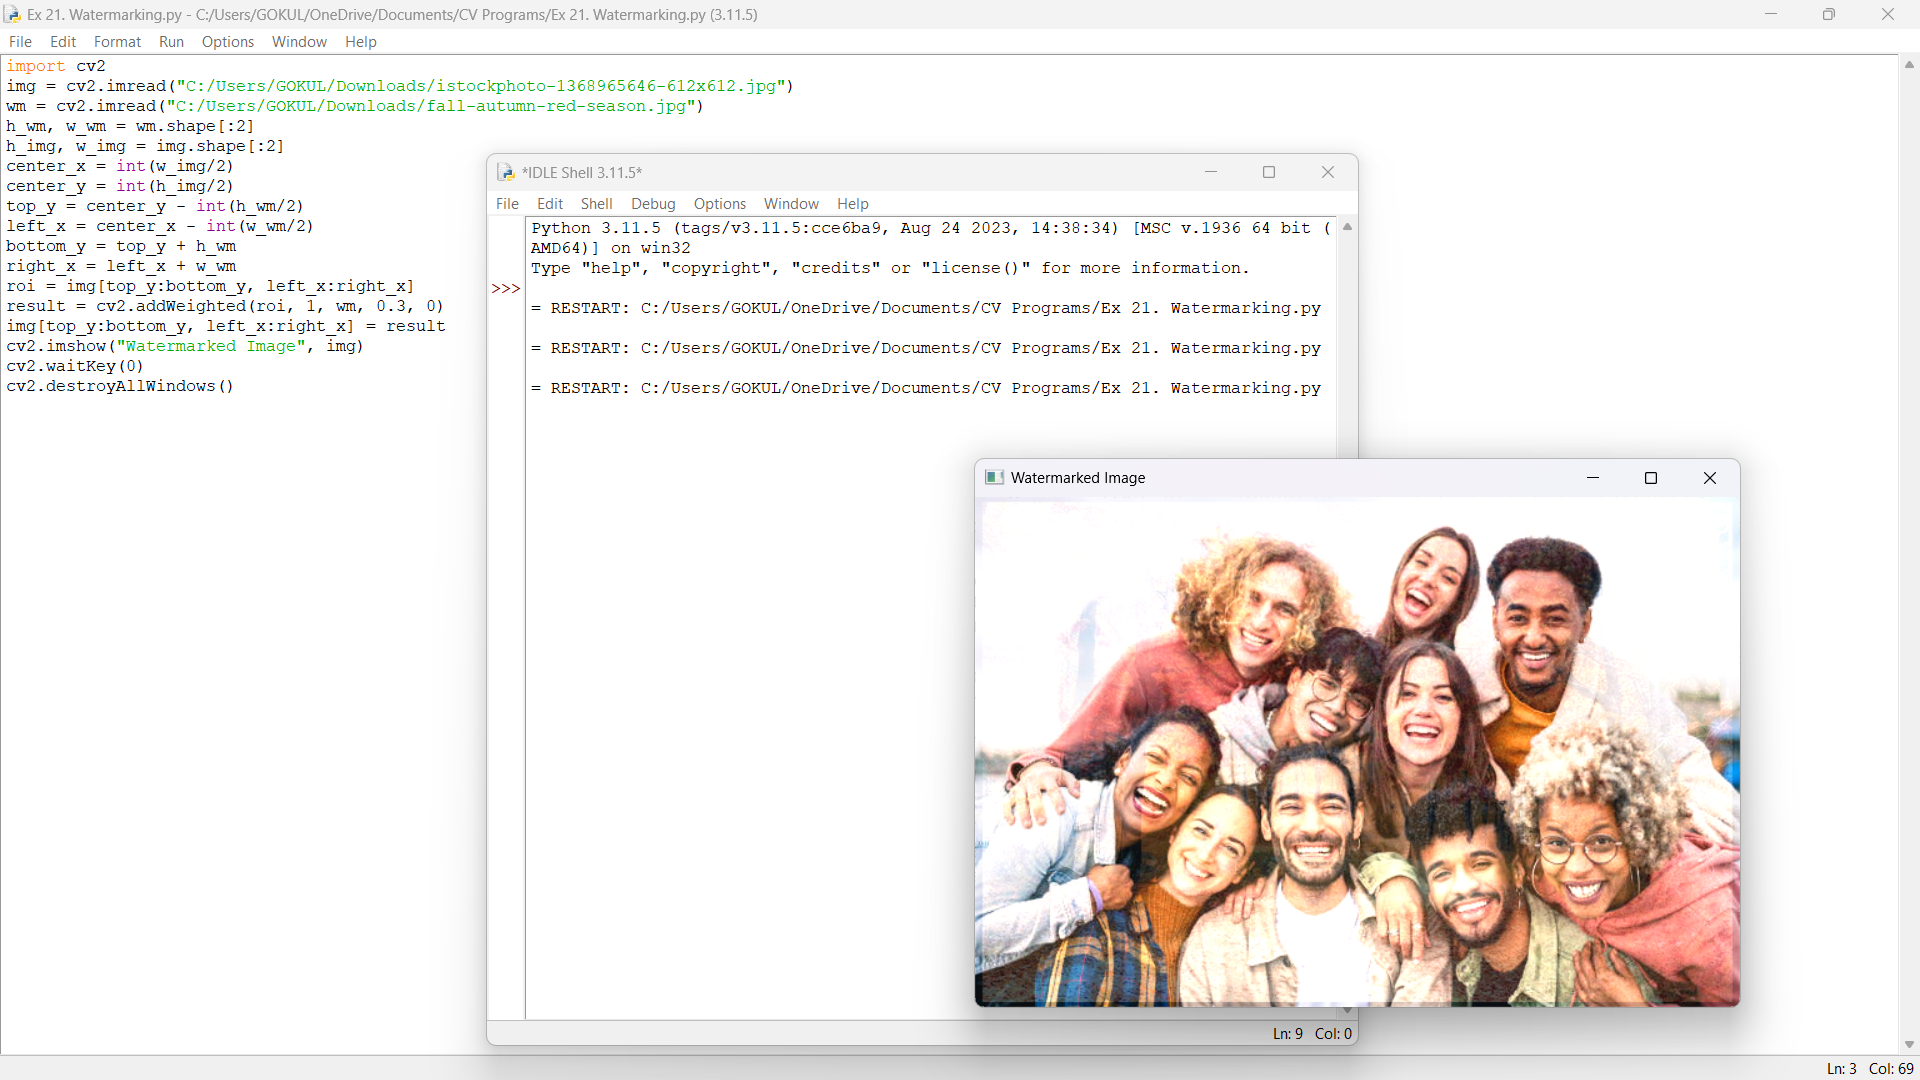 Ex 21. Watermarking.py - C:/Users/GOKUL/OneDrive/Documents/CV Programs/Ex 21. Watermarking.py (3.11.5)
File Edit Format Run Options Window Help
import cv2
img = cv2.imread("C:/Users/GOKUL/Downloads/istockphoto-1368965646-612x612.jpg")
wm = cv2.imread("C:/Users/GOKUL/Downloads/fall-autumn-red-season.jpg")
h_wm, w_wm = wm.shape[:2]
h_img, w_img = img.shape[:2]
center_x = int(w_img/2)
center_y = int(h_img/2)
top_y = center_y - int(h_wm/2)
left_x = center_x - int(w_wm/2)
bottom_y = top_y + h_wm
right_x = left_x + w_wm
roi = img[top_y:bottom_y, left_x:right_x]
result = cv2.addWeighted(roi, 1, wm, 0.3, 0)
img[top_y:bottom_y, left_x:right_x] = result
cv2.imshow("Watermarked Image", img)
cv2.waitKey(0)
cv2.destroyAllWindows()
*IDLE Shell 3.11.5*
File Edit Shell Debug Options Window Help
Python 3.11.5 (tags/v3.11.5:cce6ba9, Aug 24 2023, 14:38:34) [MSC v.1936 64 bit (
AMD64)] on win32
Type "help", "copyright", "credits" or "license()" for more information.
>>>
= RESTART: C:/Users/GOKUL/OneDrive/Documents/CV Programs/Ex 21. Watermarking.py
= RESTART: C:/Users/GOKUL/OneDrive/Documents/CV Programs/Ex 21. Watermarking.py
= RESTART: C:/Users/GOKUL/OneDrive/Documents/CV Programs/Ex 21. Watermarking.py
Watermarked Image
Ln: 9 Col: 0
Ln: 3 Col: 69